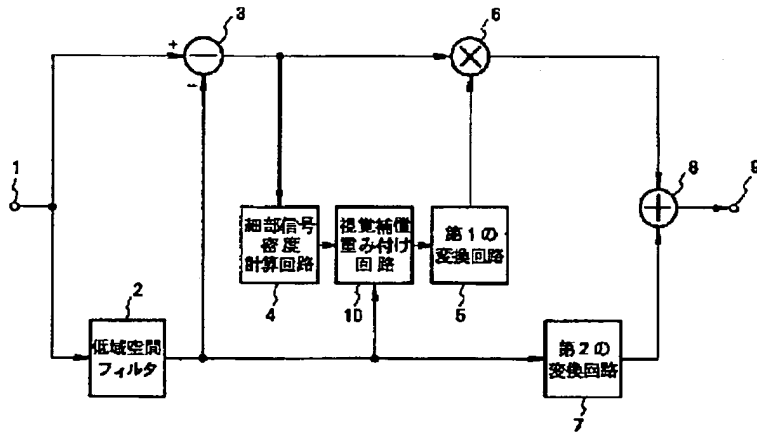 3
6
+
−
1
8
9
細部信号
密度
計算回路
視覚補償
重み付け
回路
第1の
変換回路
4
10
5
2
低域空間
フィルタ
第2の
変換回路
7